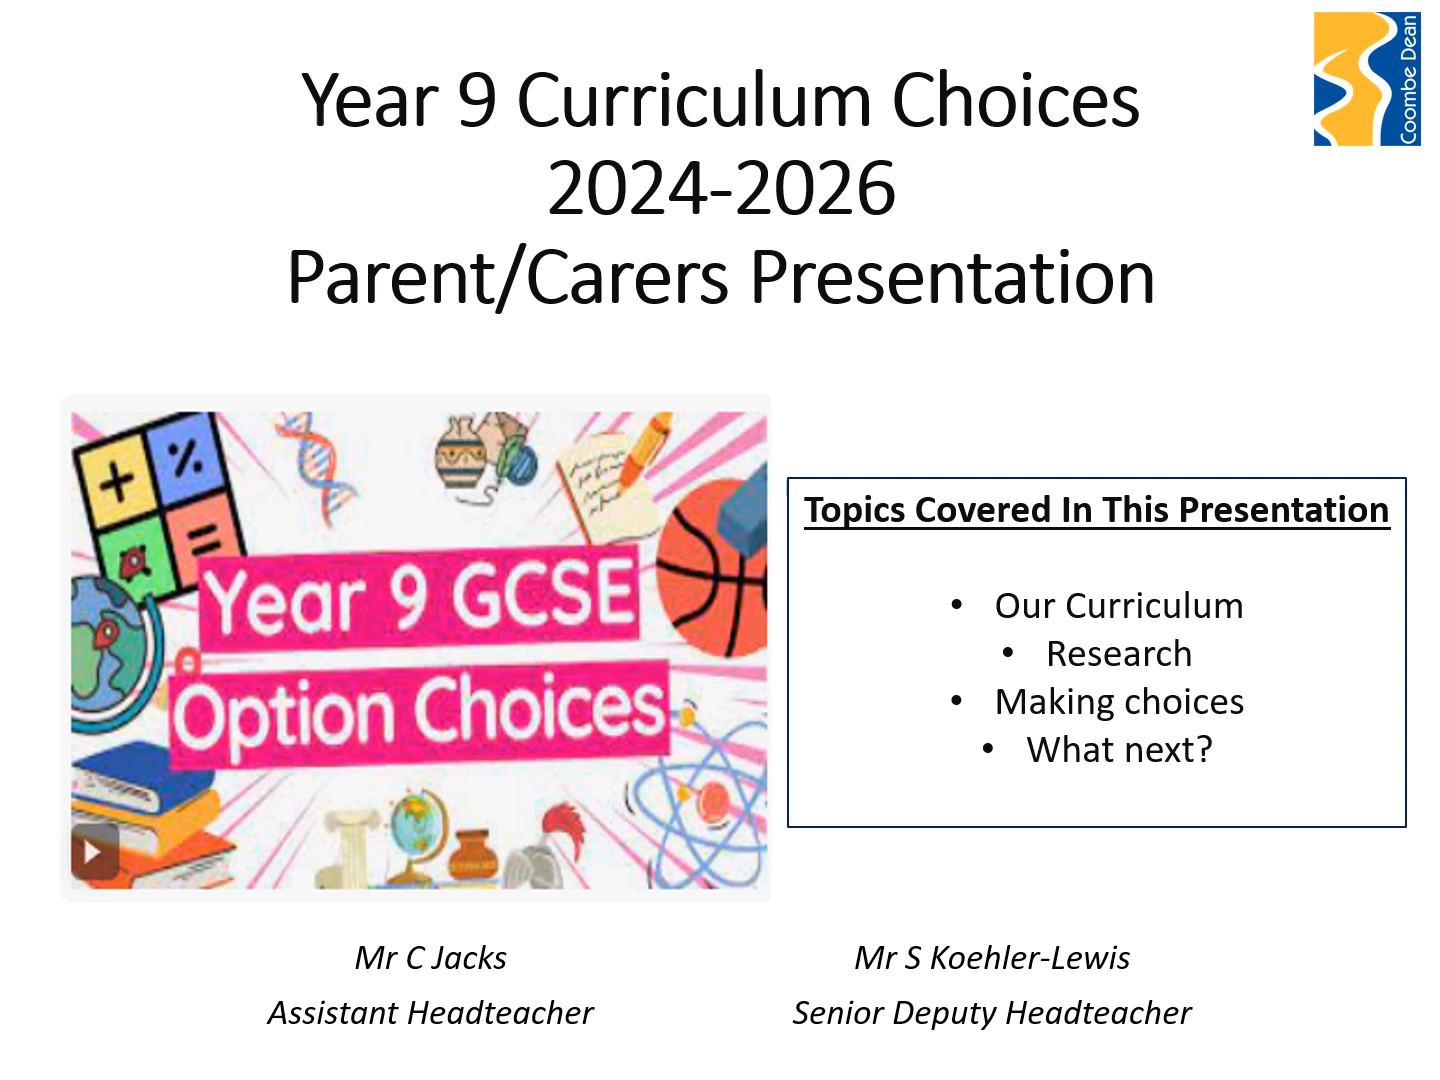 Coombe Dean
Year 9 Curriculum Choices
2024-2026
Parent/Carers Presentation
+ %
=
Year 9 GCSE
Option Choices
Topics Covered In This Presentation
• Our Curriculum
• Research
• Making choices
• What next?
Mr C Jacks
Assistant Headteacher
Mr S Koehler-Lewis
Senior Deputy Headteacher